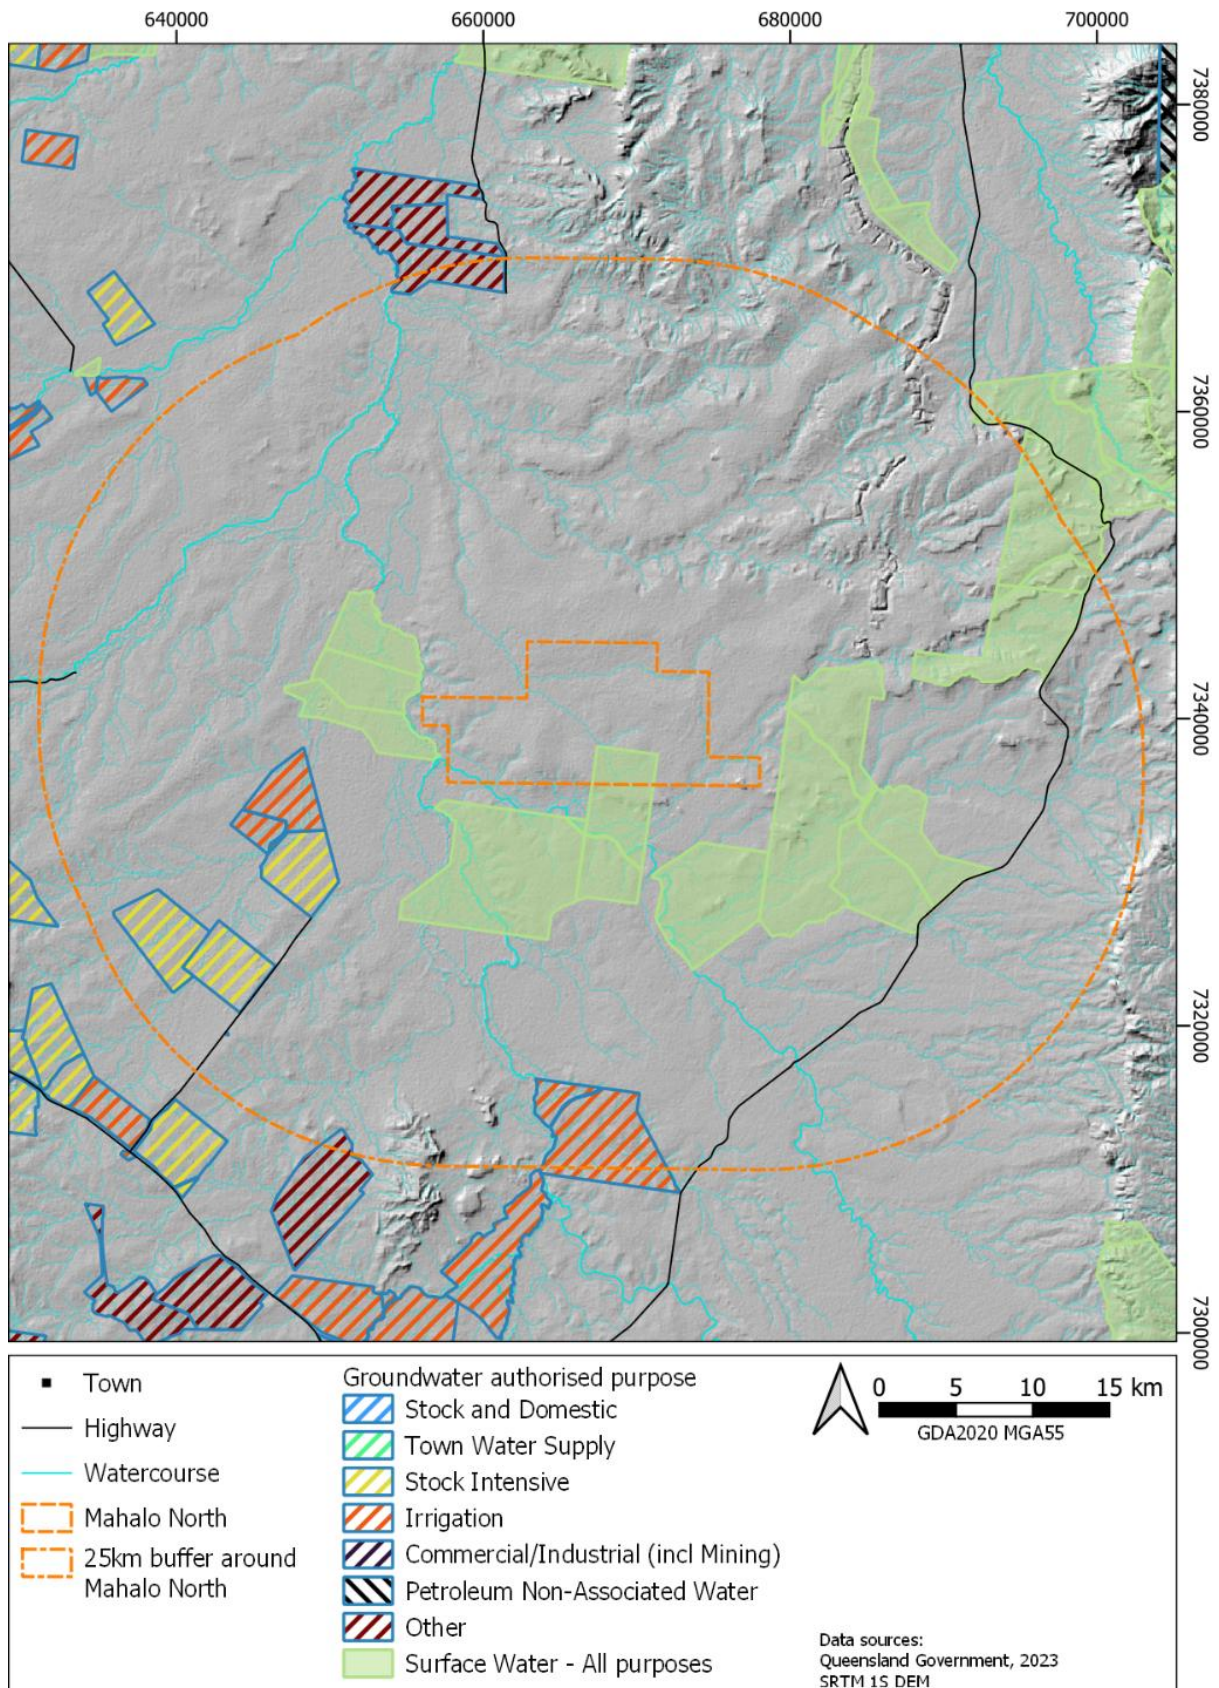 640000 660000 680000 700000
7380000
7360000
7340000
7320000
7300000
Town
Highway
Watercourse
Mahalo North
25km buffer around
Mahalo North
Groundwater authorised purpose
Stock and Domestic
Town Water Supply
Stock Intensive
Irrigation
Commercial/Industrial (incl Mining)
Petroleum Non-Associated Water
Other
Surface Water - All purposes
0 5 10 15 km
GDA2020 MGA55
Data sources:
Queensland Government, 2023
SRTM 1S DEM